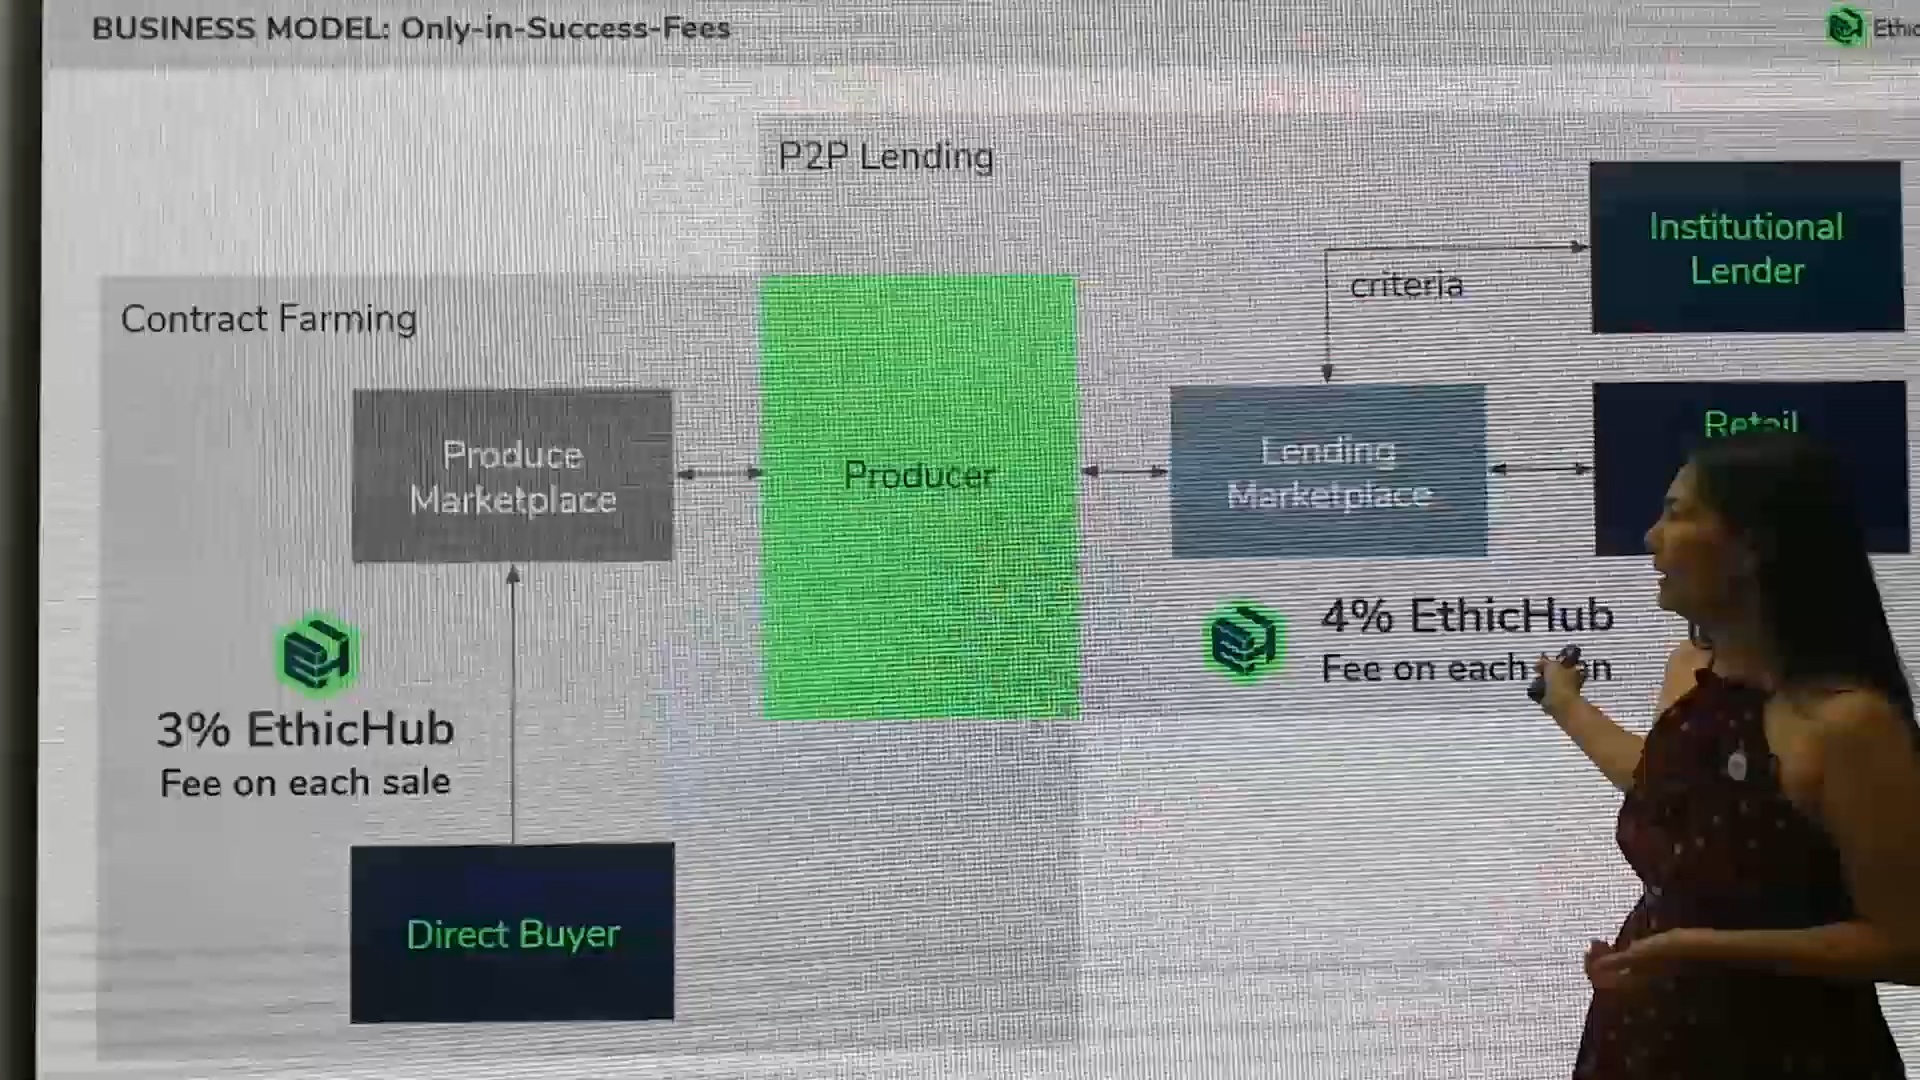 BUSINESS MODEL: Only-in-Success-Fees
P2P Lending
Institutional
Lender
criteria
Contract Farming
Retail
Produce
Marketplace
Producer
Lending
Marketplace
4% EthicHub
Fee on each
3% EthicHub
Fee on each sale
Direct Buyer